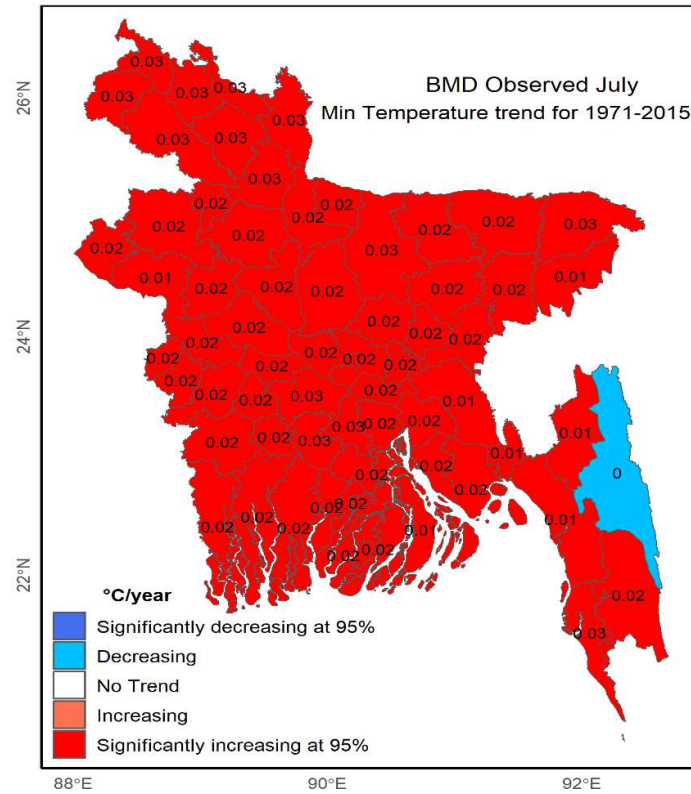 BMD Observed July
Min Temperature trend for 1971-2015
26°N
24°N
22°N
0.03
0.03 0.03 0.03
0.03
0.03 0.03
0.03
0.02 0.02 0.02
0.02 0.02 0.02 0.02 0.03
0.02 0.03
0.01 0.02 0.02 0.02 0.02 0.02 0.01
0.02 0.02 0.02
0.02 0.02 0.02
0.02 0.02 0.02 0.02
0.02 0.02 0.02 0.03 0.02 0.01
0.02 0.02 0.03 0.03 0.02 0.02 0.01
0.01
0.02 0.02 0
0.02 0.02 0.02 0.02 0.02 0.02
0.01 0.01
0.02 0.02
0.02
0.03
°C/year
Significantly decreasing at 95%
Decreasing
No Trend
Increasing
Significantly increasing at 95%
88°E 90°E 92°E